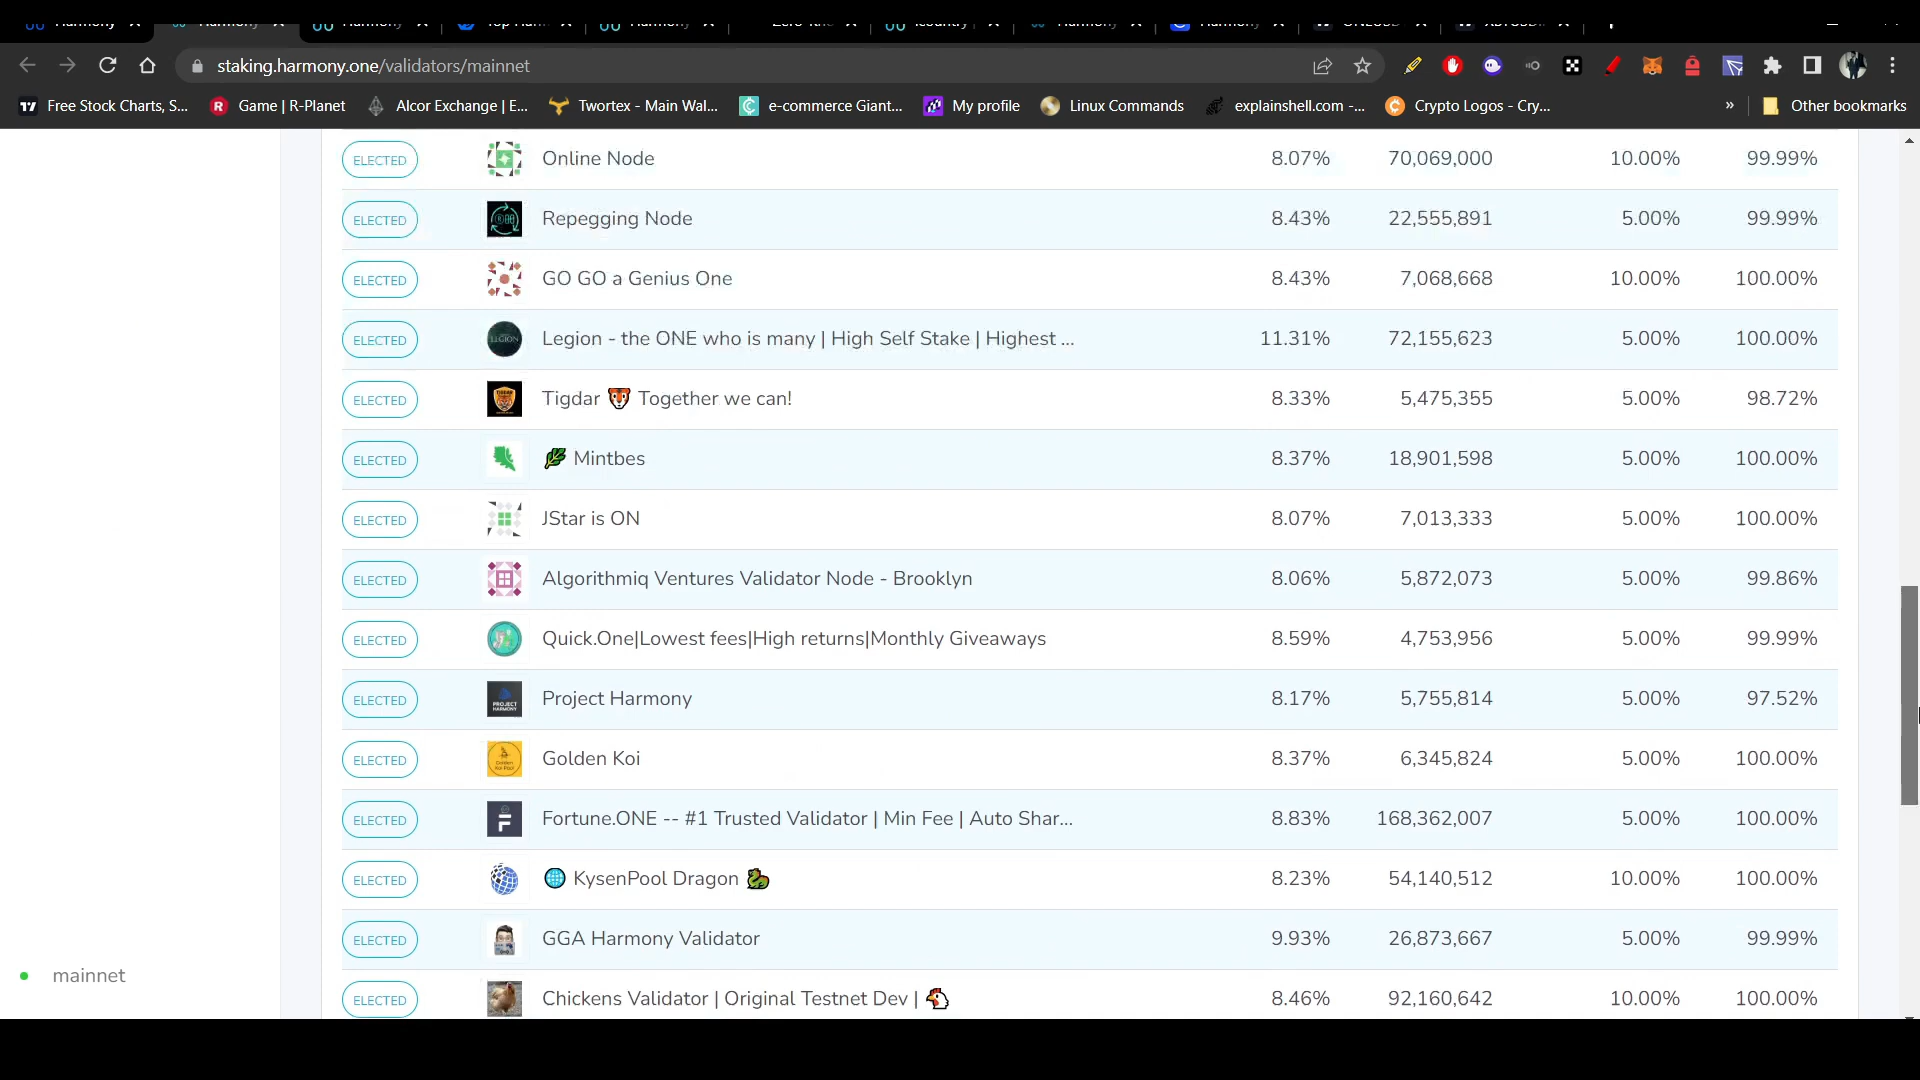 Harmony
staking.harmony.one/validators/mainnet
Free Stock Charts, S... Game | R-Planet Alcor Exchange | E... Twortex - Main Wal... e-commerce Giant... My profile Linux Commands explainshell.com -... Crypto Logos - Cry... » Other bookmarks
ELECTED Online Node 8.07% 70,069,000 10.00% 99.99%
ELECTED Repegging Node 8.43% 22,555,891 5.00% 99.99%
ELECTED GO GO a Genius One 8.43% 7,068,668 10.00% 100.00%
ELECTED LEGION Legion - the ONE who is many | High Self Stake | Highest ... 11.31% 72,155,623 5.00% 100.00%
ELECTED Tigdar 🐯 Together we can! 8.33% 5,475,355 5.00% 98.72%
ELECTED 🌿 Mintbes 8.37% 18,901,598 5.00% 100.00%
ELECTED JStar is ON 8.07% 7,013,333 5.00% 100.00%
ELECTED Algorithmiq Ventures Validator Node - Brooklyn 8.06% 5,872,073 5.00% 99.86%
ELECTED Quick.One|Lowest fees|High returns|Monthly Giveaways 8.59% 4,753,956 5.00% 99.99%
ELECTED PROJECT HARMONY Project Harmony 8.17% 5,755,814 5.00% 97.52%
ELECTED Golden Koi 8.37% 6,345,824 5.00% 100.00%
ELECTED F Fortune.ONE -- #1 Trusted Validator | Min Fee | Auto Shar... 8.83% 168,362,007 5.00% 100.00%
ELECTED 🌐 KysenPool Dragon 🐉 8.23% 54,140,512 10.00% 100.00%
ELECTED GGA Harmony Validator 9.93% 26,873,667 5.00% 99.99%
ELECTED Chickens Validator | Original Testnet Dev | 🐔 8.46% 92,160,642 10.00% 100.00%
mainnet